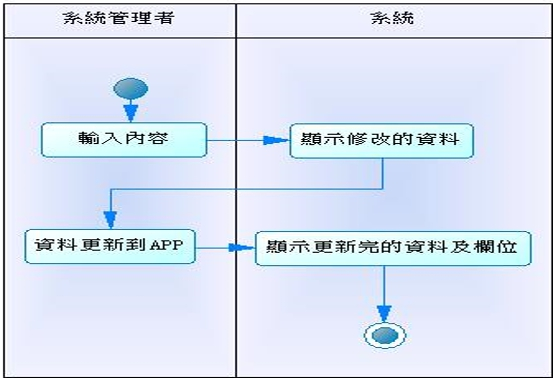 系統管理者
系統
輸入內容
顯示修改的資料
資料更新到APP
顯示更新完的資料及欄位